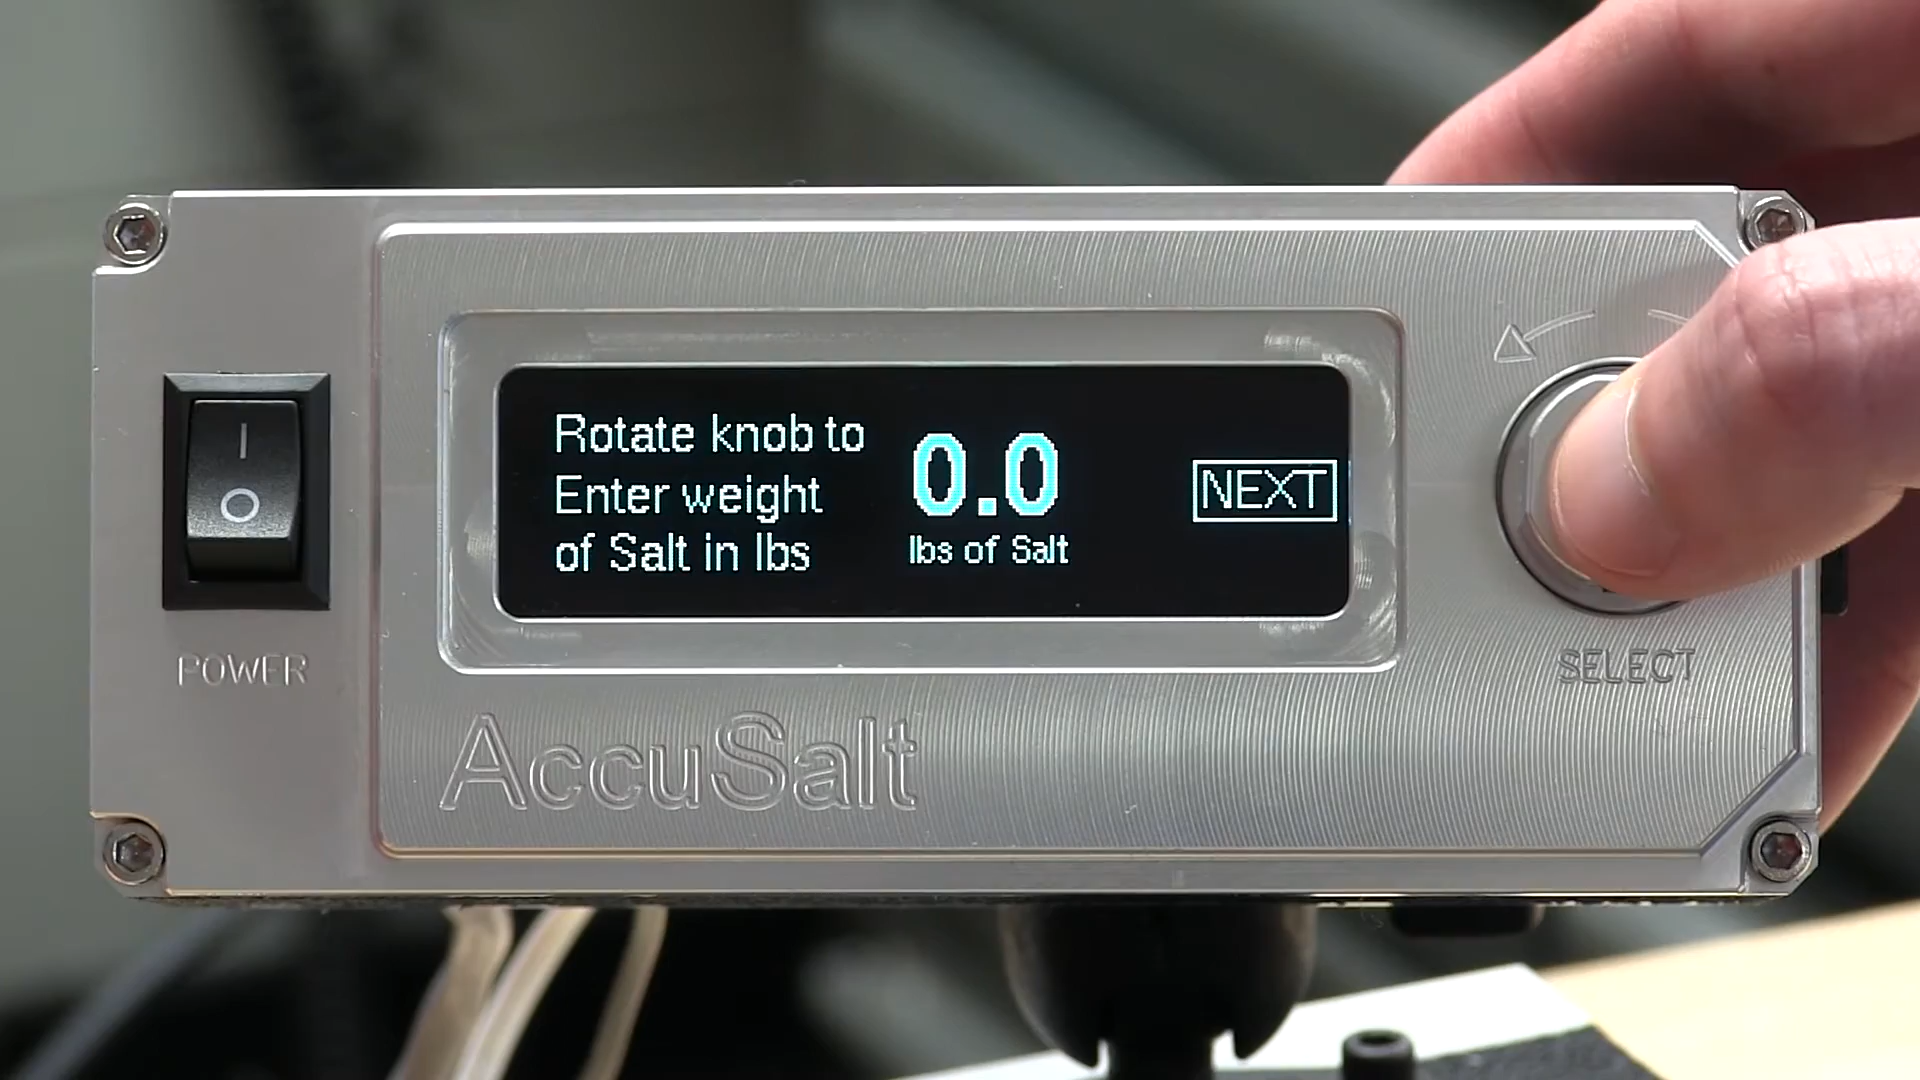 Rotate knob to
Enter weight
of Salt in lbs
0.0
lbs of Salt
NEXT
POWER
SELECT
AccuSalt